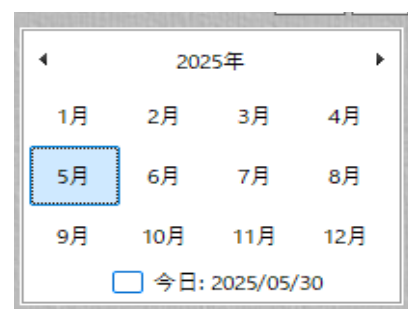 2025年
1月 2月 3月 4月
5月 6月 7月 8月
9月 10月 11月 12月
今日: 2025/05/30